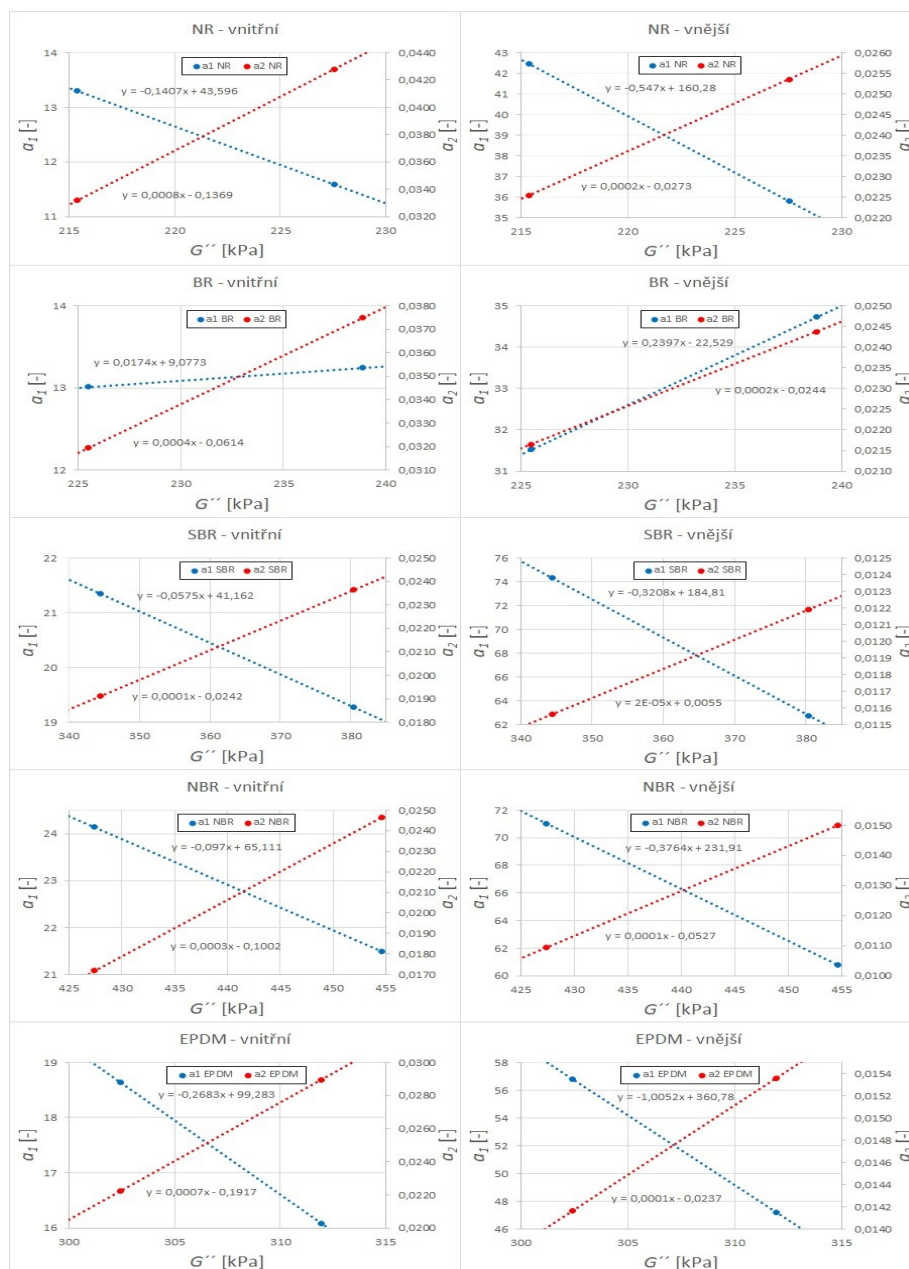 NR - vnitřní
14
13
12
11
a1 [-]
a1 NR a2 NR
y = -0,1407x + 43,596
y = 0,0008x - 0,1369
0,0440
0,0420
0,0400
0,0380
0,0360
0,0340
0,0320
a2 [-]
215 220 225 230
G´´ [kPa]
NR - vnější
43
42
41
40
39
38
37
36
35
a1 [-]
a1 NR a2 NR
y = -0,547x + 160,28
y = 0,0002x - 0,0273
0,0260
0,0255
0,0250
0,0245
0,0240
0,0235
0,0230
0,0225
0,0220
a2 [-]
215 220 225 230
G´´ [kPa]
BR - vnitřní
14
13
12
a1 [-]
a1 BR a2 BR
y = 0,0174x + 9,0773
y = 0,0004x - 0,0614
0,0380
0,0370
0,0360
0,0350
0,0340
0,0330
0,0320
0,0310
a2 [-]
225 230 235 240
G´´ [kPa]
BR - vnější
35
34
33
32
31
a1 [-]
a1 BR a2 BR
y = 0,2397x - 22,529
y = 0,0002x - 0,0244
0,0250
0,0245
0,0240
0,0235
0,0230
0,0225
0,0220
0,0215
0,0210
a2 [-]
225 230 235 240
G´´ [kPa]
SBR - vnitřní
22
21
20
19
a1 [-]
a1 SBR a2 SBR
y = -0,0575x + 41,162
y = 0,0001x - 0,0242
0,0250
0,0240
0,0230
0,0220
0,0210
0,0200
0,0190
0,0180
a2 [-]
340 350 360 370 380
G´´ [kPa]
SBR - vnější
76
74
72
70
68
66
64
62
a1 [-]
a1 SBR a2 SBR
y = -0,3208x + 184,81
y = 2E-05x + 0,0055
0,0125
0,0124
0,0123
0,0122
0,0120
0,0119
0,0118
0,0116
0,0115
a2 [-]
340 350 360 370 380
G´´ [kPa]
NBR - vnitřní
24
23
22
21
a1 [-]
a1 NBR a2 NBR
y = -0,097x + 65,111
y = 0,0003x - 0,1002
0,0250
0,0240
0,0230
0,0220
0,0210
0,0200
0,0190
0,0180
0,0170
a2 [-]
425 430 435 440 445 450 455
G´´ [kPa]
NBR - vnější
72
70
68
66
64
62
60
a1 [-]
a1 NBR a2 NBR
y = -0,3764x + 231,91
y = 0,0001x - 0,0527
0,0150
0,0140
0,0130
0,0120
0,0110
0,0100
a2 [-]
425 430 435 440 445 450 455
G´´ [kPa]
EPDM - vnitřní
19
18
17
16
a1 [-]
a1 EPDM a2 EPDM
y = -0,2683x + 99,283
y = 0,0007x - 0,1917
0,0300
0,0280
0,0260
0,0240
0,0220
0,0200
a2 [-]
300 305 310 315
G´´ [kPa]
EPDM - vnější
58
56
54
52
50
48
46
a1 [-]
a1 EPDM a2 EPDM
y = -1,0052x + 360,78
y = 0,0001x - 0,0237
0,0154
0,0152
0,0150
0,0148
0,0146
0,0144
0,0142
0,0140
a2 [-]
300 305 310 315
G´´ [kPa]